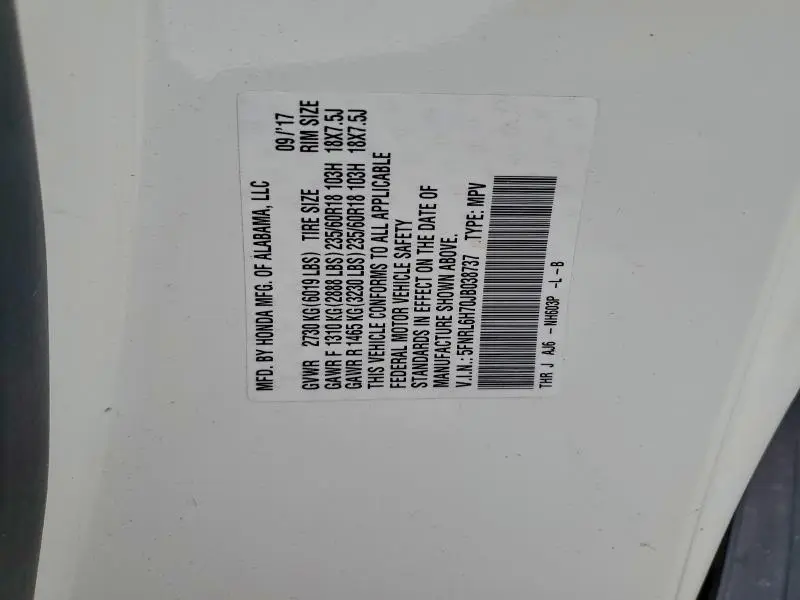 MFD. BY HONDA MFG. OF ALABAMA, LLC 09/'17
GVWR 2730 KG(6019 LBS) TIRE SIZE RIM SIZE
GAWR F 1310 KG(2888 LBS) 235/60R18 103H 18X7.5J
GAWR R 1465 KG(3230 LBS) 235/60R18 103H 18X7.5J
THIS VEHICLE CONFORMS TO ALL APPLICABLE
FEDERAL MOTOR VEHICLE SAFETY
STANDARDS IN EFFECT ON THE DATE OF
MANUFACTURE SHOWN ABOVE.
V.I.N.: 5FNRL6H70JB038737 TYPE: MPV
THR J AJ6 - NH603P -L - B